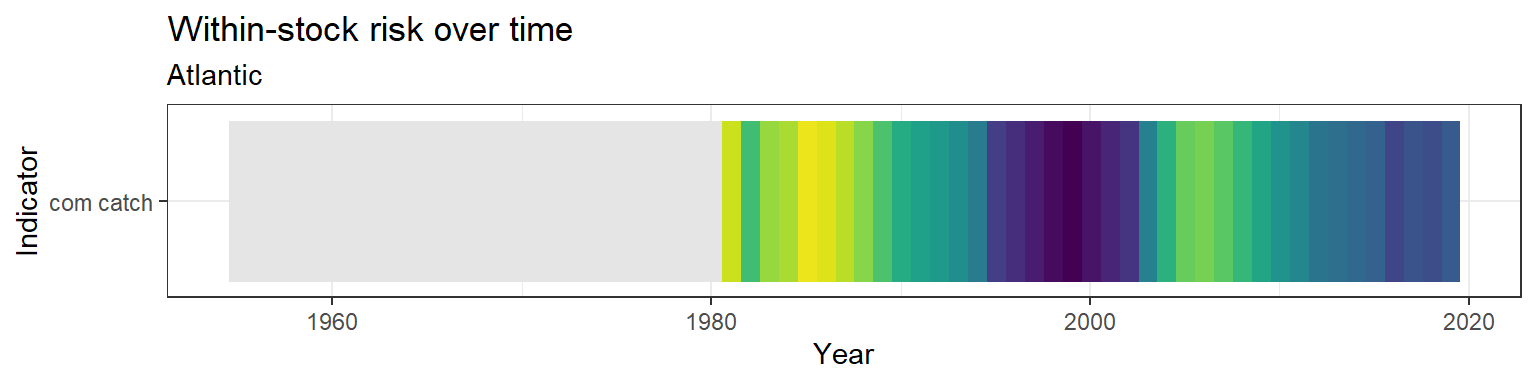 Within-stock risk over time
Atlantic
Indicator
com catch
1960 1980 2000 2020
Year